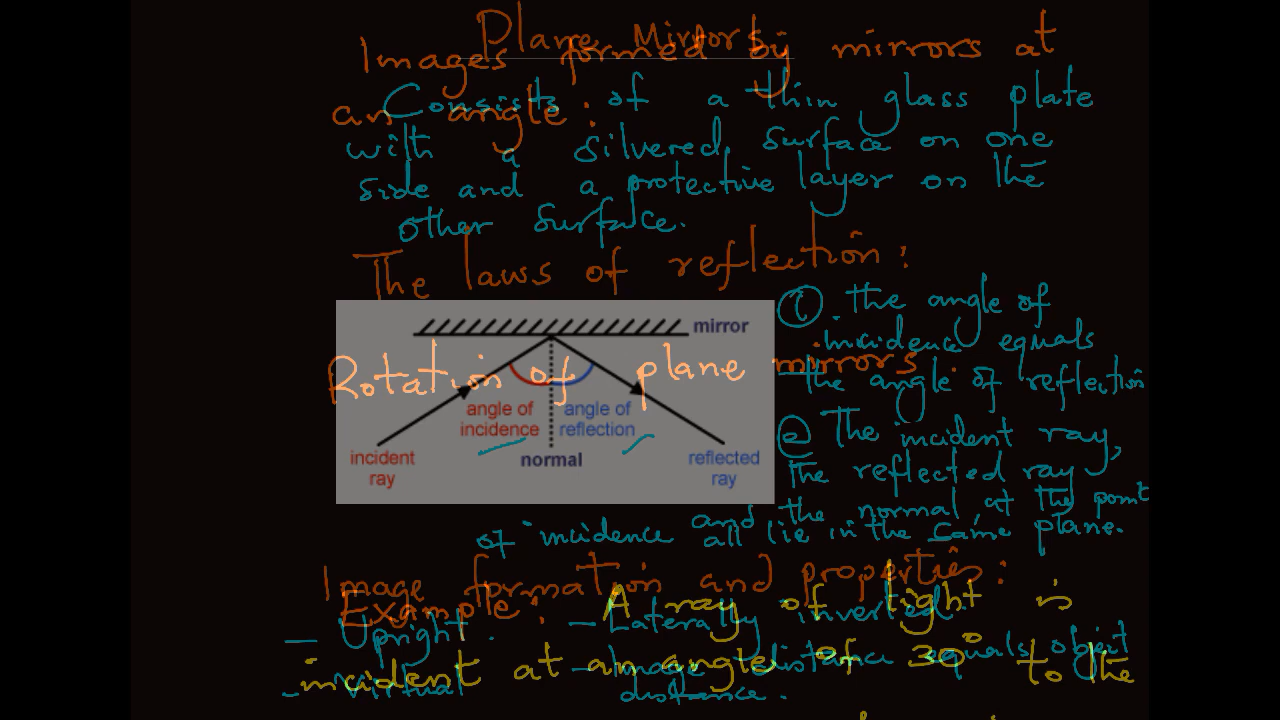 Plane Mirrors
Images formed by mirrors at
an angle:
Consists of a thin glass plate
with a silvered surface on one
side and a protective layer on the
other surface.
The laws of reflection:
mirror
angle of incidence
angle of reflection
incident ray
normal
reflected ray
Rotation of plane mirrors.
① the angle of
incidence equals
the angle of reflection
② The incident ray,
the reflected ray
and the normal, at the point
of incidence all lie in the same plane.
Image formation and properties:
- Upright.
- Laterally inverted
- Virtual
- Image distance equals object
distance.
Example: A ray of light is
incident at an angle of 30° to the